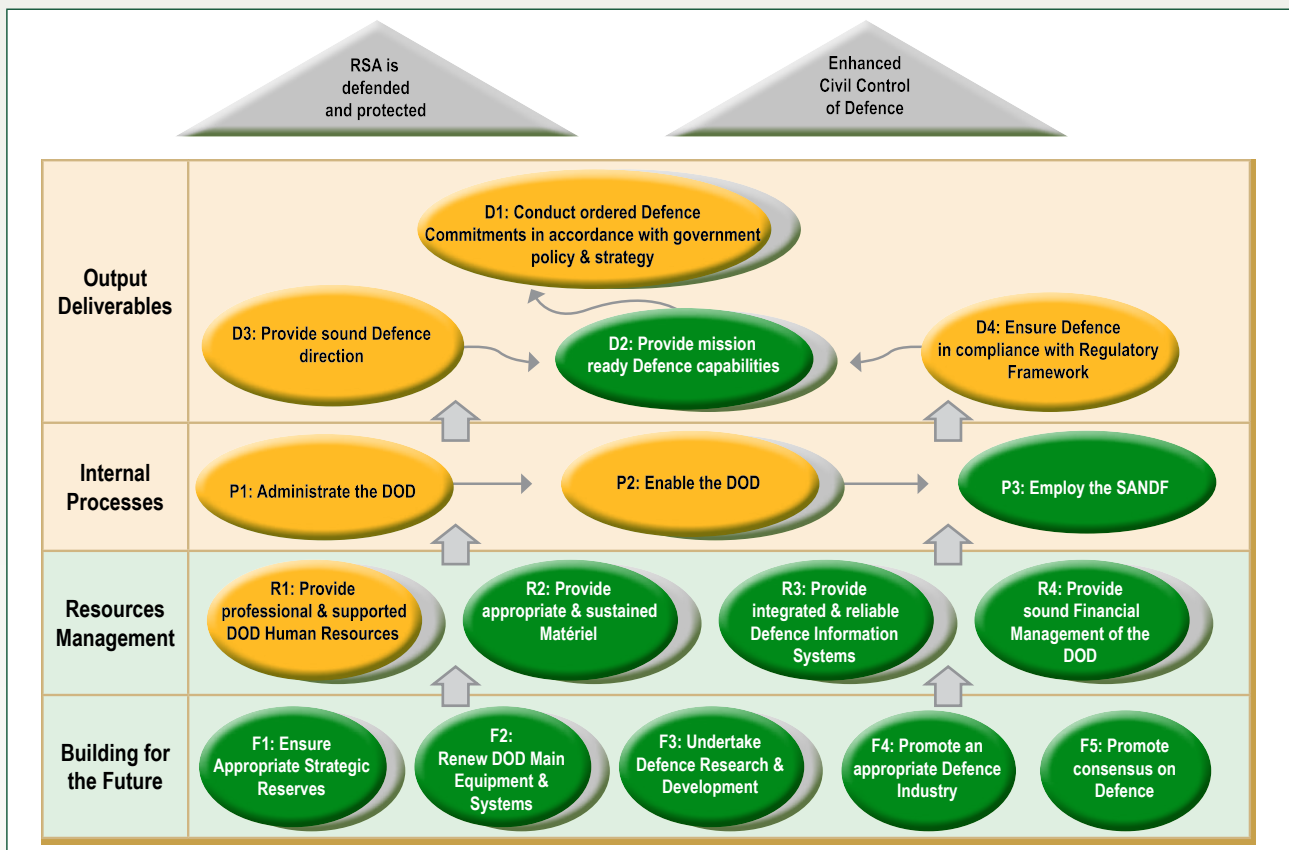 RSA is
defended
and protected
Enhanced
Civil Control
of Defence
Output
Deliverables
D1: Conduct ordered Defence
Commitments in accordance with government
policy & strategy
D3: Provide sound Defence
direction
D2: Provide mission
ready Defence capabilities
D4: Ensure Defence
in compliance with Regulatory
Framework
Internal
Processes
P1: Administrate the DOD
P2: Enable the DOD
P3: Employ the SANDF
Resources
Management
R1: Provide
professional & supported
DOD Human Resources
R2: Provide
appropriate & sustained
Matériel
R3: Provide
integrated & reliable
Defence Information
Systems
R4: Provide
sound Financial
Management of the
DOD
Building for
the Future
F1: Ensure
Appropriate Strategic
Reserves
F2:
Renew DOD Main
Equipment &
Systems
F3: Undertake
Defence Research &
Development
F4: Promote an
appropriate Defence
Industry
F5: Promote
consensus on
Defence